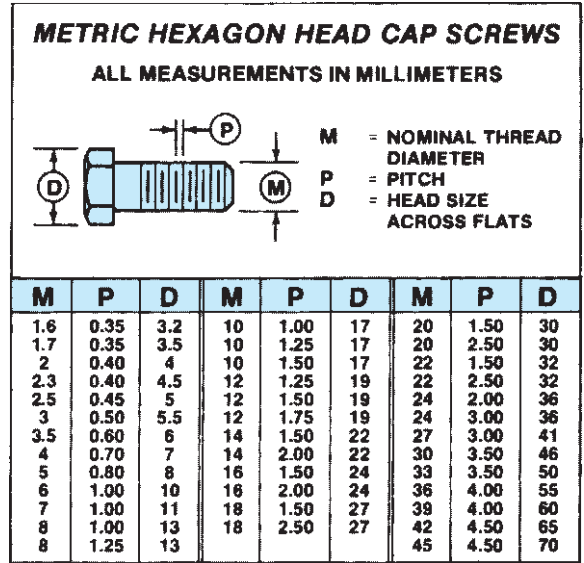 METRIC HEXAGON HEAD CAP SCREWS
ALL MEASUREMENTS IN MILLIMETERS
P
D
M
M = NOMINAL THREAD
DIAMETER
P = PITCH
D = HEAD SIZE
ACROSS FLATS
M P D M P D M P D
1.6 0.35 3.2 10 1.00 17 20 1.50 30
1.7 0.35 3.5 10 1.25 17 20 2.50 30
2 0.40 4 10 1.50 17 22 1.50 32
2.3 0.40 4.5 12 1.25 19 22 2.50 32
2.5 0.45 5 12 1.50 19 24 2.00 36
3 0.50 5.5 12 1.75 19 24 3.00 36
3.5 0.60 6 14 1.50 22 27 3.00 41
4 0.70 7 14 2.00 22 30 3.50 46
5 0.80 8 16 1.50 24 33 3.50 50
6 1.00 10 16 2.00 24 36 4.00 55
7 1.00 11 18 1.50 27 39 4.00 60
8 1.00 13 18 2.50 27 42 4.50 65
8 1.25 13 45 4.50 70